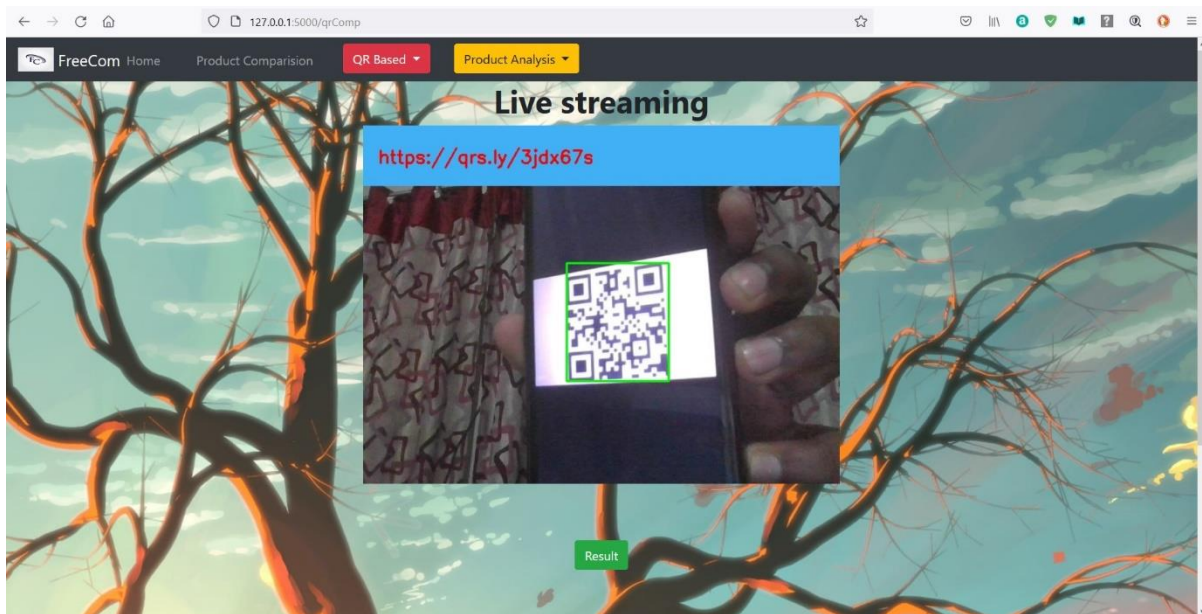 127.0.0.1:5000/qrComp
FreeCom Home Product Comparision QR Based Product Analysis
Live streaming
https://qrs.ly/3jdx67s
Result